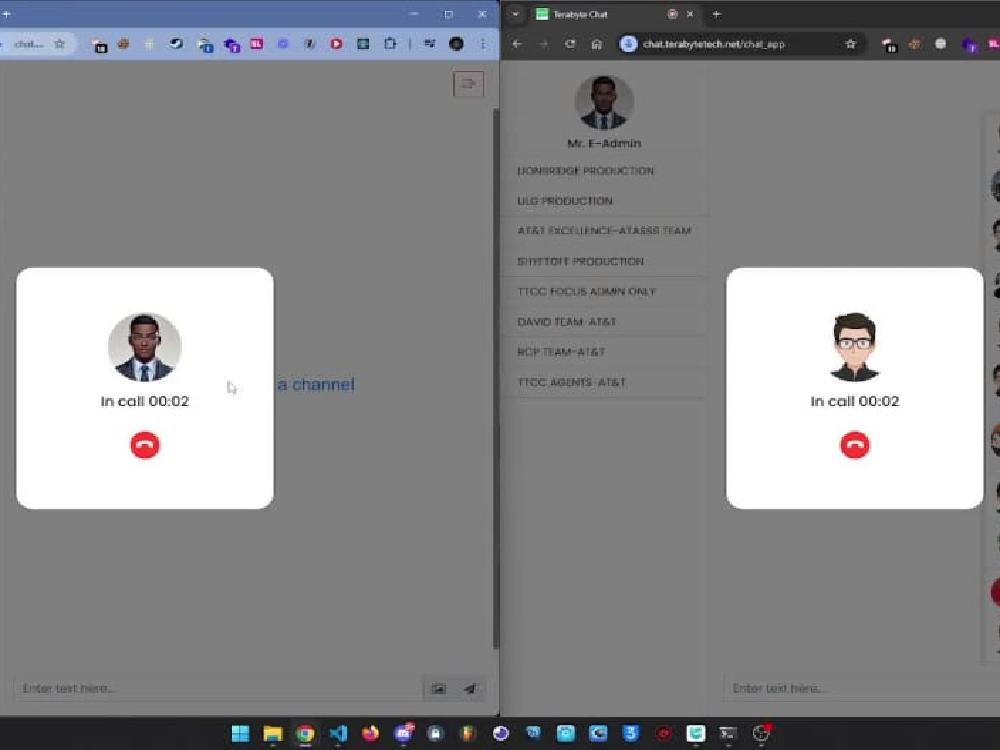 chat....
a channel
In call 00:02
Enter text here...
Terabyte Chat
chat.terabytetech.net/chat_app
Mr. E-Admin
LIONBRIDGE PRODUCTION
ULG PRODUCTION
AT&T EXCELLENCE-ATASSS TEAM
SHYFTOFF PRODUCTION
TTCC FOCUS ADMIN ONLY
DAVID TEAM-AT&T
RCP TEAM-AT&T
TTCC AGENTS-AT&T
In call 00:02
Enter text here...